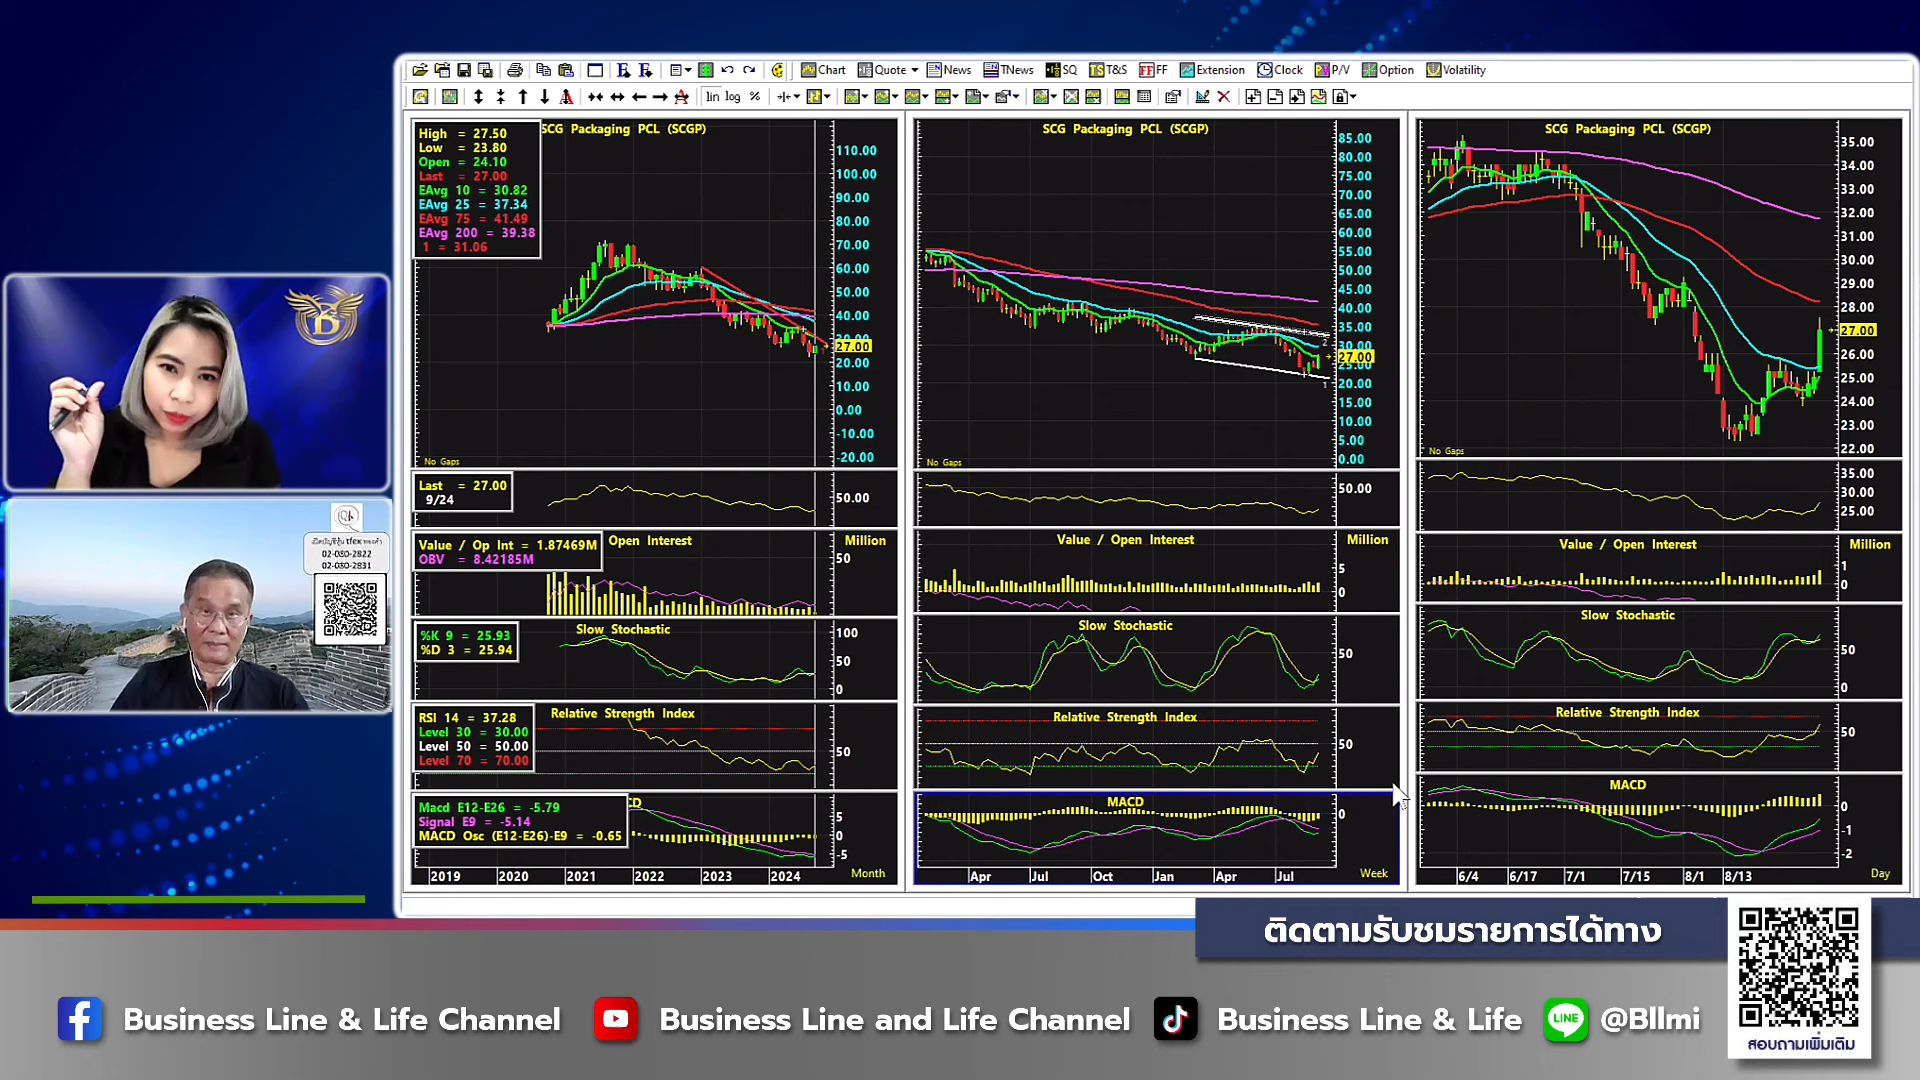 Chart Quote News TNews SQ T&S FF Extension Clock P/V Option Volatility
lin log %
SCG Packaging PCL (SCGP)
High = 27.50
Low = 23.80
Open = 24.10
Last = 27.00
EAvg 10 = 30.82
EAvg 25 = 37.34
EAvg 75 = 41.49
EAvg 200 = 39.38
1 = 31.06
110.00
100.00
90.00
80.00
70.00
60.00
50.00
40.00
30.00
27.00
20.00
10.00
0.00
-10.00
-20.00
No Gaps
Last = 27.00
9/24
50.00
Value / Op Int = 1.87469M
OBV = 8.42185M
Open Interest
Million
50
%K 9 = 25.93
%D 3 = 25.94
Slow Stochastic
100
50
0
RSI 14 = 37.28
Level 30 = 30.00
Level 50 = 50.00
Level 70 = 70.00
Relative Strength Index
50
Macd E12-E26 = -5.79
Signal E9 = -5.14
MACD Osc (E12-E26)-E9 = -0.65
5
0
-5
2019 2020 2021 2022 2023 2024 Month
SCG Packaging PCL (SCGP)
85.00
80.00
75.00
70.00
65.00
60.00
55.00
50.00
45.00
40.00
35.00
30.00
27.00
25.00
20.00
15.00
10.00
5.00
0.00
2
1
No Gaps
50.00
Value / Open Interest
Million
5
0
Slow Stochastic
50
Relative Strength Index
50
MACD
0
Apr Jul Oct Jan Apr Jul Week
SCG Packaging PCL (SCGP)
35.00
34.00
33.00
32.00
31.00
30.00
29.00
28.00
27.00
26.00
25.00
24.00
23.00
22.00
No Gaps
35.00
30.00
25.00
Value / Open Interest
Million
1
0
Slow Stochastic
50
0
Relative Strength Index
50
MACD
0
-1
-2
6/4 6/17 7/1 7/15 8/1 8/13 Day
B
02-080-2822
02-080-2831
ติดตามรับชมรายการได้ทาง
Business Line & Life Channel
Business Line and Life Channel
Business Line & Life
LINE
@Bllmi
สอบถามเพิ่มเติม